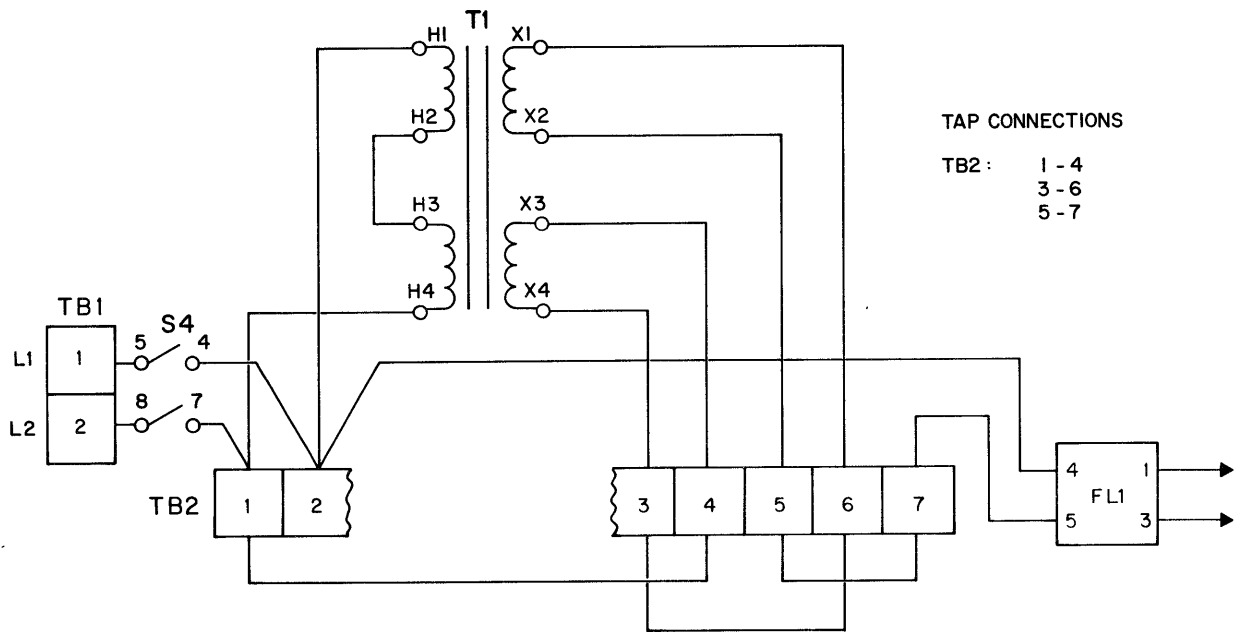 T1
H1
X1
H2
X2
H3
X3
H4
X4
TAP CONNECTIONS
TB2: 1-4
3-6
5-7
TB1
S4
L1 1 5 4
L2 2 8 7
TB2 1 2
3 4 5 6 7
4 FL1 1
5 3